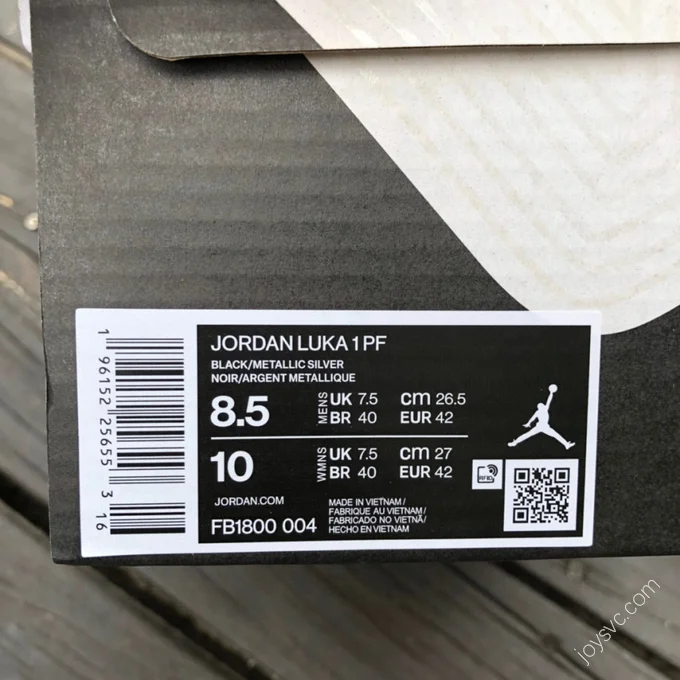 JORDAN LUKA 1 PF
BLACK/METALLIC SILVER
NOIR/ARGENT METALLIQUE
8.5 MENS UK 7.5 cm 26.5
BR 40 EUR 42
10 WMNS UK 7.5 cm 27
BR 40 EUR 42
RFID
JORDAN.COM
FB1800 004
MADE IN VIETNAM/
FABRIQUE AU VIETNAM/
FABRICADO NO VIETNÃ/
HECHO EN VIETNAM
1 96152 25655 3 16
joysvc.com